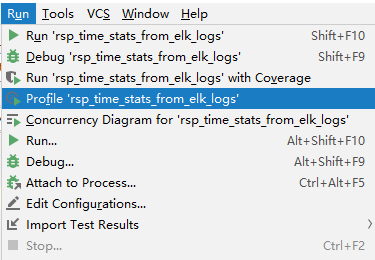 Run Tools VCS Window Help
Run 'rsp_time_stats_from_elk_logs' Shift+F10
Debug 'rsp_time_stats_from_elk_logs' Shift+F9
Run 'rsp_time_stats_from_elk_logs' with Coverage
Profile 'rsp_time_stats_from_elk_logs'
Concurrency Diagram for 'rsp_time_stats_from_elk_logs'
Run... Alt+Shift+F10
Debug... Alt+Shift+F9
Attach to Process... Ctrl+Alt+F5
Edit Configurations...
Import Test Results
Stop... Ctrl+F2